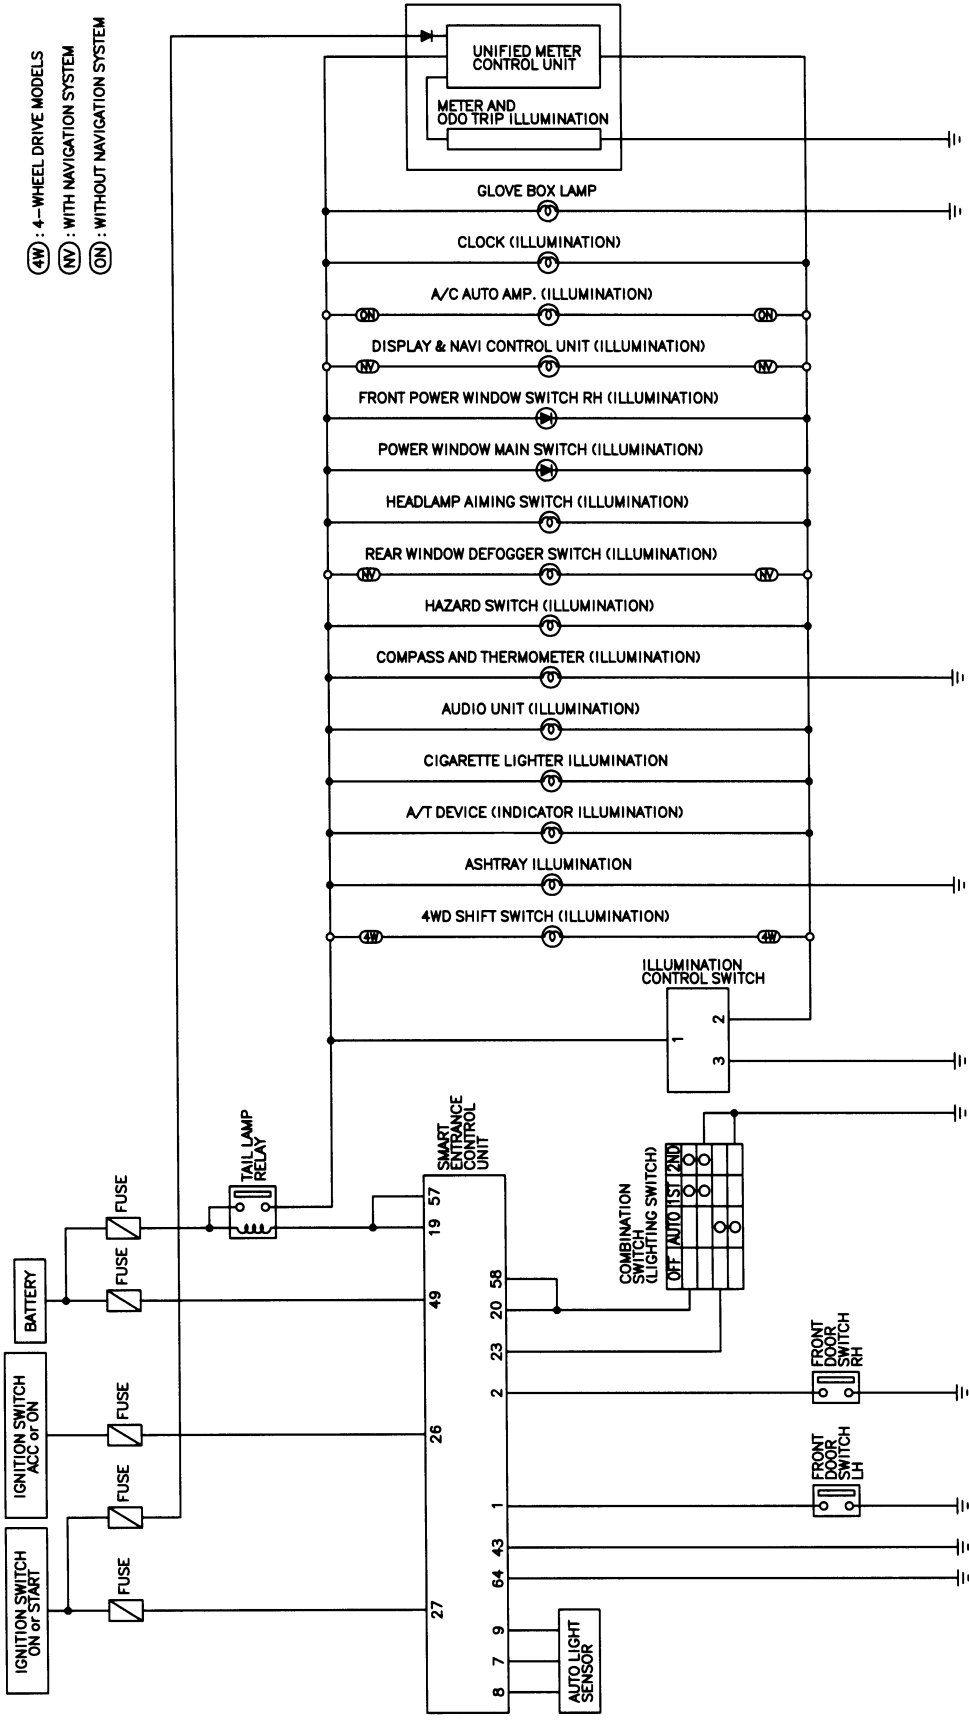 4W : 4-WHEEL DRIVE MODELS
NV : WITH NAVIGATION SYSTEM
ON : WITHOUT NAVIGATION SYSTEM
UNIFIED METER
CONTROL UNIT
METER AND
ODO TRIP ILLUMINATION
GLOVE BOX LAMP
CLOCK (ILLUMINATION)
A/C AUTO AMP. (ILLUMINATION)
ON
ON
DISPLAY & NAVI CONTROL UNIT (ILLUMINATION)
NV
NV
FRONT POWER WINDOW SWITCH RH (ILLUMINATION)
POWER WINDOW MAIN SWITCH (ILLUMINATION)
HEADLAMP AIMING SWITCH (ILLUMINATION)
REAR WINDOW DEFOGGER SWITCH (ILLUMINATION)
NV
NV
HAZARD SWITCH (ILLUMINATION)
COMPASS AND THERMOMETER (ILLUMINATION)
AUDIO UNIT (ILLUMINATION)
CIGARETTE LIGHTER ILLUMINATION
A/T DEVICE (INDICATOR ILLUMINATION)
ASHTRAY ILLUMINATION
4WD SHIFT SWITCH (ILLUMINATION)
4W
4W
ILLUMINATION
CONTROL SWITCH
1
2
3
TAIL LAMP
RELAY
SMART
ENTRANCE
CONTROL
UNIT
57
19
49
26
27
58
20
23
2
1
43
64
9
7
8
COMBINATION
SWITCH
(LIGHTING SWITCH)
OFF
AUTO
1ST
2ND
FUSE
FUSE
FUSE
FUSE
FUSE
BATTERY
IGNITION SWITCH
ACC or ON
IGNITION SWITCH
ON or START
FRONT
DOOR
SWITCH
RH
FRONT
DOOR
SWITCH
LH
AUTO LIGHT
SENSOR